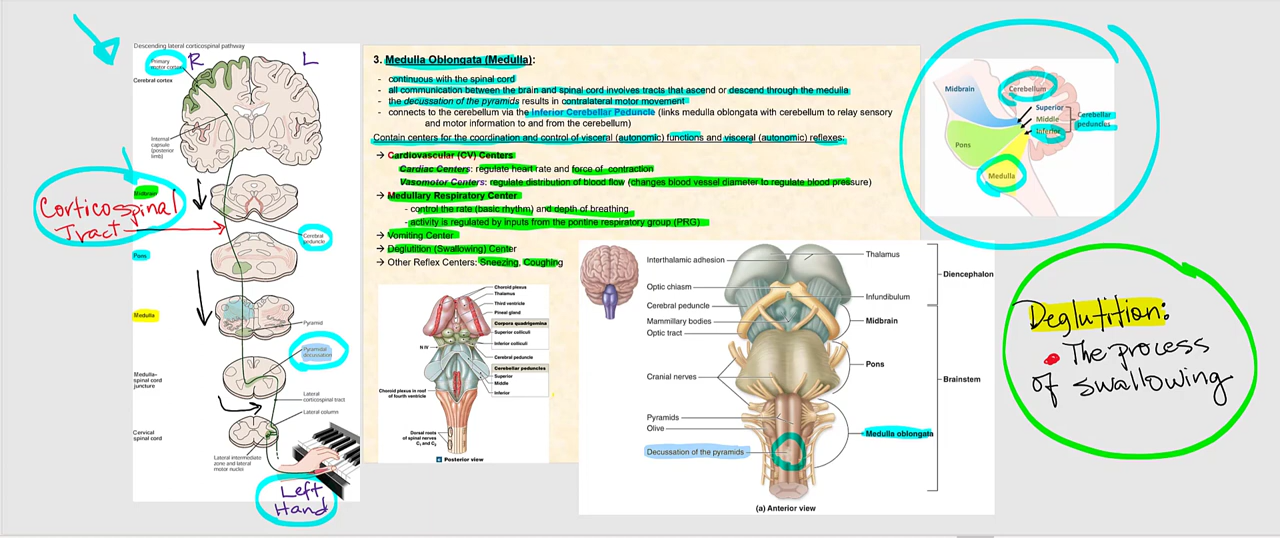 Descending lateral corticospinal pathway
Primary
motor cortex
R
L
Cerebral cortex
Internal
capsule
(posterior
limb)
Midbrain
Corticospinal
Tract
Cerebral
peduncle
Pons
Medulla
Pyramid
Pyramidal
decussation
Medulla–
spinal cord
juncture
Lateral
corticospinal tract
Lateral column
Cervical
spinal cord
Lateral intermediate
zone and lateral
motor nuclei
Left
Hand
3. Medulla Oblongata (Medulla):
- continuous with the spinal cord
- all communication between the brain and spinal cord involves tracts that ascend or descend through the medulla
- the decussation of the pyramids results in contralateral motor movement
- connects to the cerebellum via the Inferior Cerebellar Peduncle (links medulla oblongata with cerebellum to relay sensory
and motor information to and from the cerebellum)
Contain centers for the coordination and control of visceral (autonomic) functions and visceral (autonomic) reflexes:
→ Cardiovascular (CV) Centers
Cardiac Centers: regulate heart rate and force of contraction
Vasomotor Centers: regulate distribution of blood flow (changes blood vessel diameter to regulate blood pressure)
→ Medullary Respiratory Center
- control the rate (basic rhythm) and depth of breathing
- activity is regulated by inputs from the pontine respiratory group (PRG)
→ Vomiting Center
→ Deglutition (Swallowing) Center
→ Other Reflex Centers: Sneezing, Coughing
Choroid plexus
Thalamus
Third ventricle
Pineal gland
Corpora quadrigemina
Superior colliculi
Inferior colliculi
N IV
Cerebral peduncle
Cerebellar peduncles
Superior
Middle
Inferior
Choroid plexus in roof
of fourth ventricle
Dorsal roots
of spinal nerves
C1 and C2
Posterior view
Interthalamic adhesion
Optic chiasm
Cerebral peduncle
Mammillary bodies
Optic tract
Cranial nerves
Pyramids
Olive
Decussation of the pyramids
Thalamus
Infundibulum
Midbrain
Pons
Medulla oblongata
Diencephalon
Brainstem
(a) Anterior view
Midbrain
Cerebellum
Superior
Middle
Inferior
Cerebellar
peduncles
Pons
Medulla
Deglutition:
• The process
of swallowing